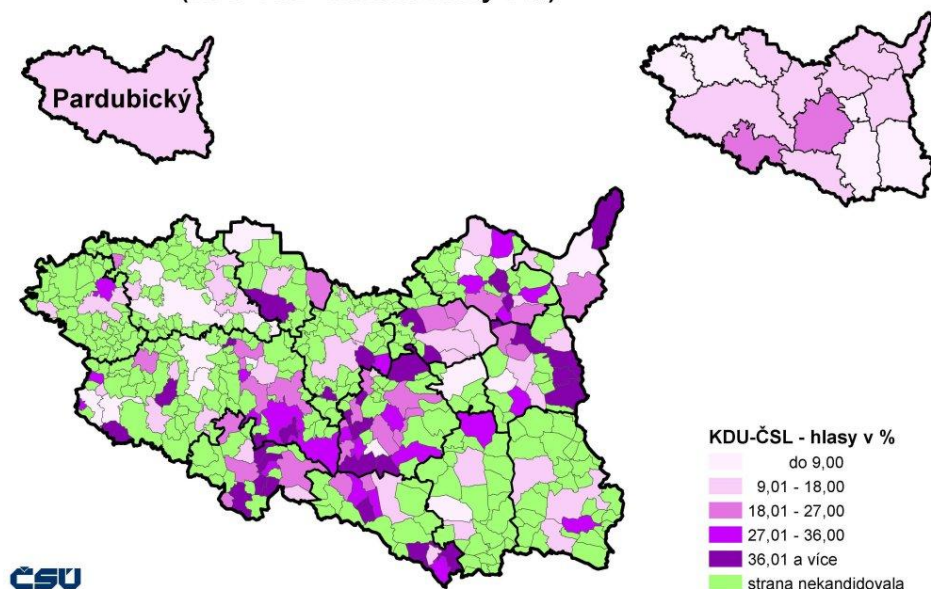 Pardubický
KDU-ČSL - hlasy v %
do 9,00
9,01 - 18,00
18,01 - 27,00
27,01 - 36,00
36,01 a více
strana nekandidovala
ČSÚ